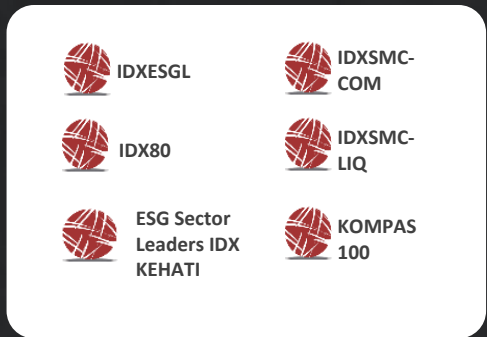 IDXESGL
IDXSMC-
COM
IDX80
IDXSMC-
LIQ
ESG Sector
Leaders IDX
KEHATI
KOMPAS
100